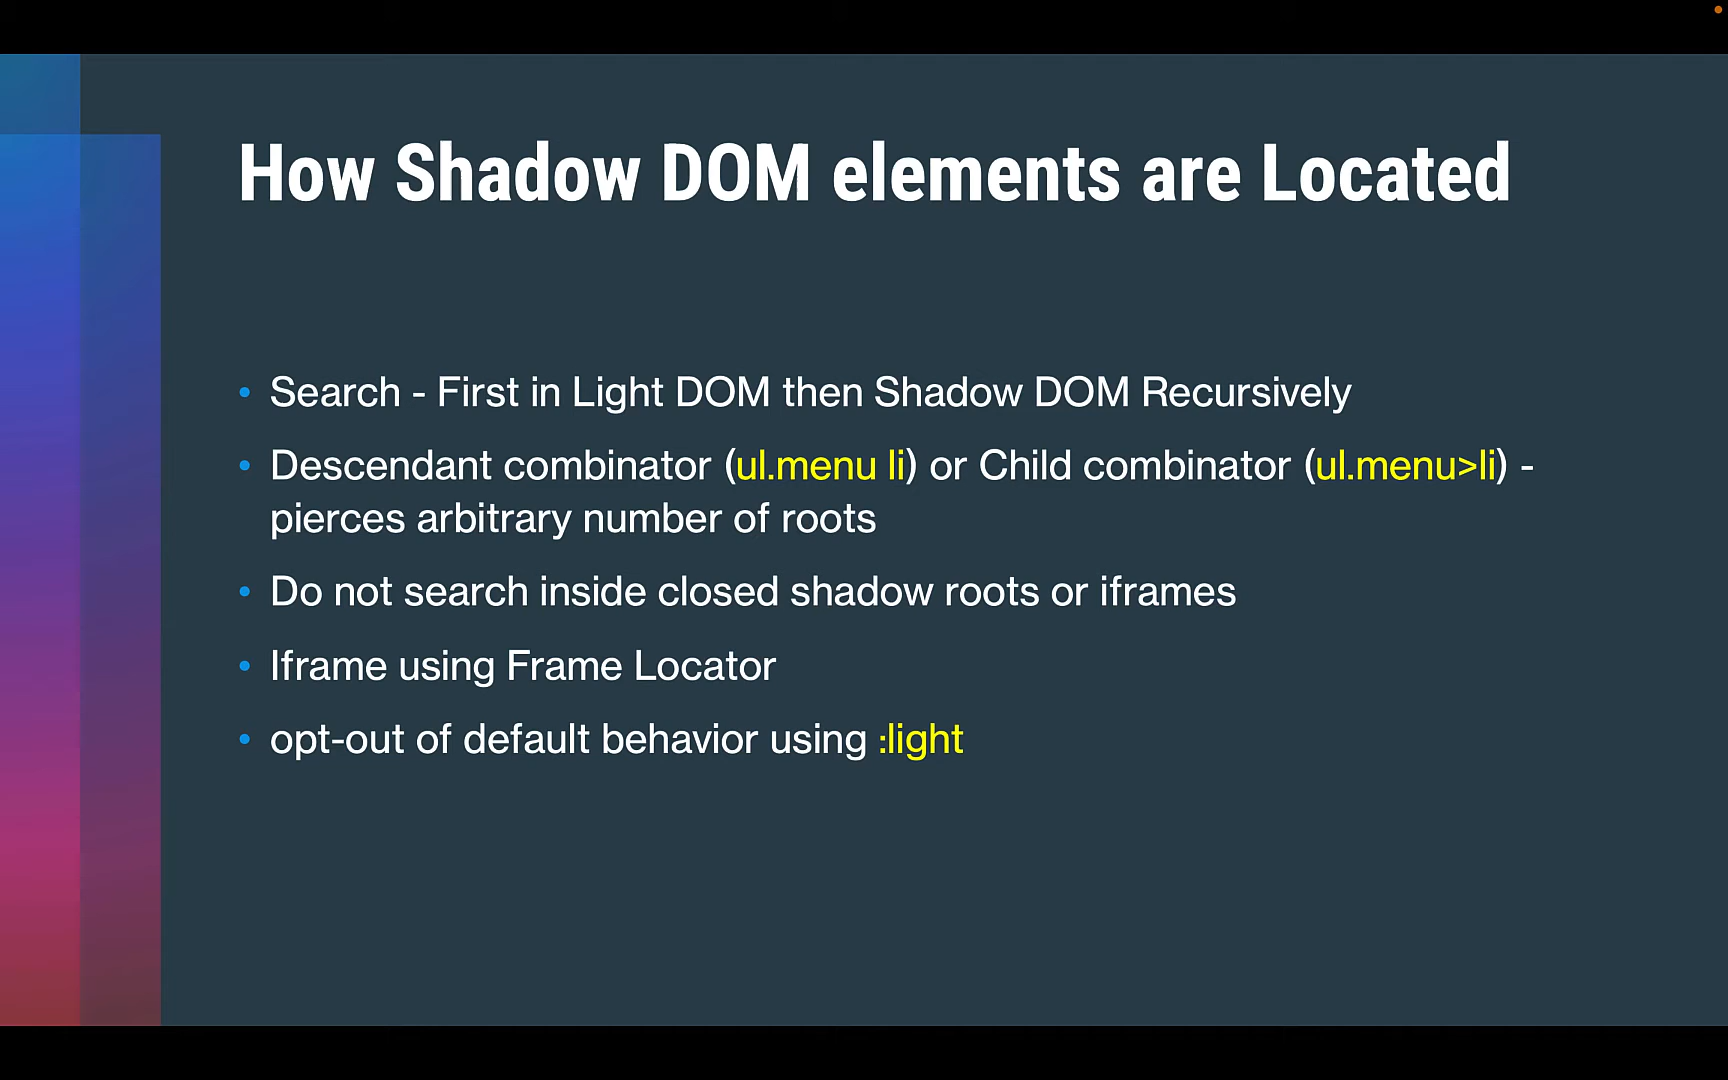 How Shadow DOM elements are Located
• Search - First in Light DOM then Shadow DOM Recursively
• Descendant combinator (ul.menu li) or Child combinator (ul.menu>li) -
pierces arbitrary number of roots
• Do not search inside closed shadow roots or iframes
• Iframe using Frame Locator
• opt-out of default behavior using :light